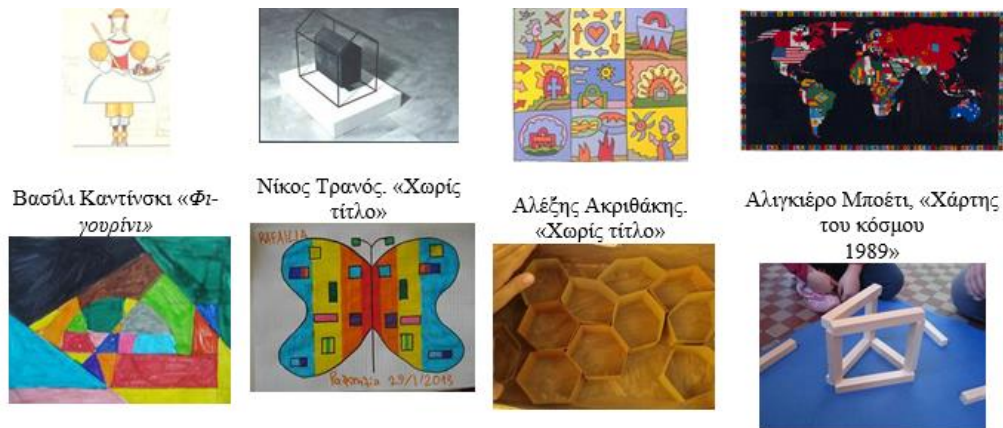 Βασίλι Καντίνσκι «Φι-
γουρίνι»
Νίκος Τρανός. «Χωρίς
τίτλο»
Αλέξης Ακριθάκης.
«Χωρίς τίτλο»
Αλιγκιέρο Μποέτι, «Χάρτης
του κόσμου
1989»
RAFAILIA
Ραφαηλία 29/1/2013